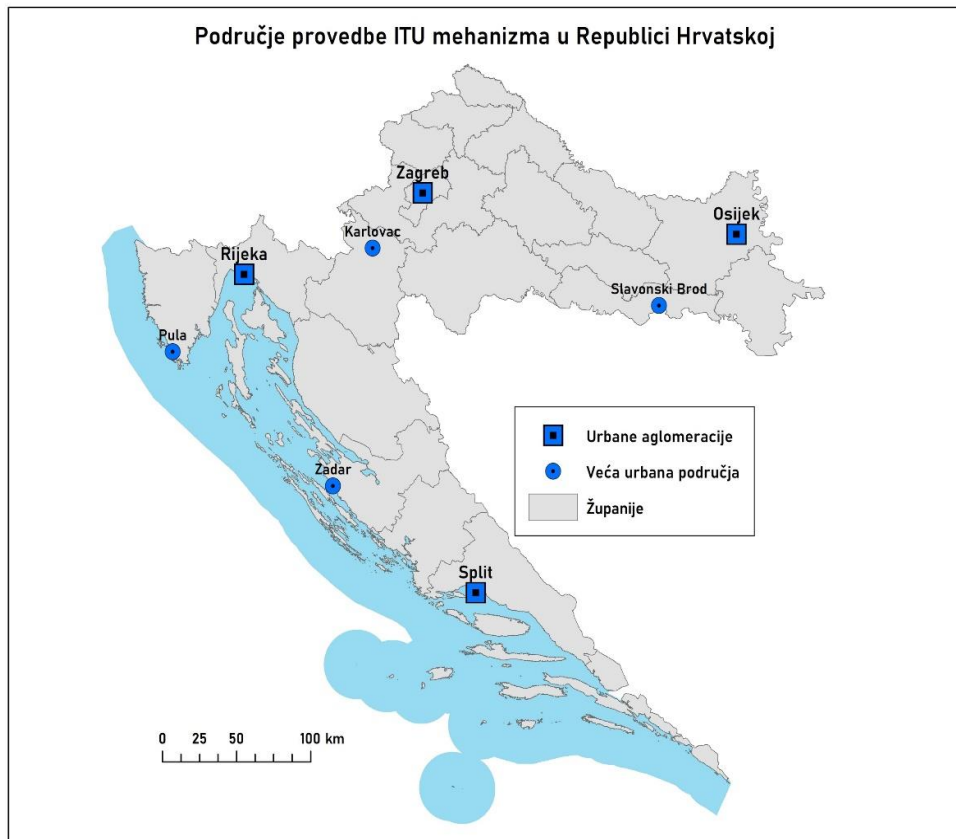 Područje provedbe ITU mehanizma u Republici Hrvatskoj
Zagreb
Osijek
Karlovac
Rijeka
Slavonski Brod
Pula
Urbane aglomeracije
Veća urbana područja
Zadar
Županije
Split
0 25 50 100 km